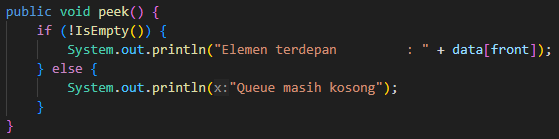 public void peek() {
    if (!IsEmpty()) {
        System.out.println("Elemen terdepan        : " + data[front]);
    } else {
        System.out.println(x:"Queue masih kosong");
    }
}